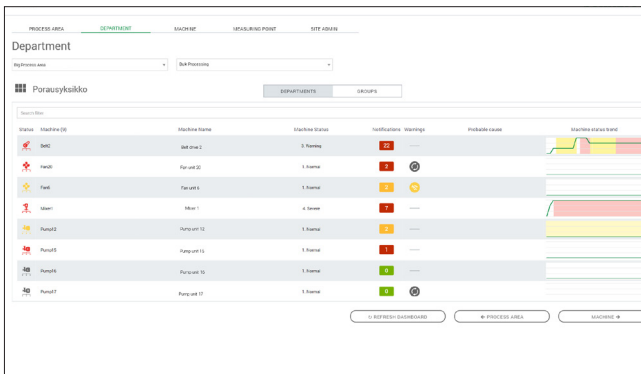 PROCESS AREA DEPARTMENT MACHINE MEASURING POINT SITE ADMIN
Department
Big Process area Bulk Processing
Porausyksikko DEPARTMENTS GROUPS
Search filter
Status Machine (8) Machine Name Machine Status Notifications Warnings Probable cause Machine status trend
Belt2 Belt drive 2 3. Warning 22 ----
Fan20 Fan unit 20 1. Normal 2
Fan6 Fan unit 6 1. Normal 2
Mixer1 Mixer 1 4. Severe 7 ----
Pump12 Pump unit 12 1. Normal 2 ----
Pump15 Pump unit 15 1. Normal 1 ----
Pump16 Pump unit 16 1. Normal 0 ----
Pump17 Pump unit 17 1. Normal 0
REFRESH DASHBOARD PROCESS AREA MACHINE